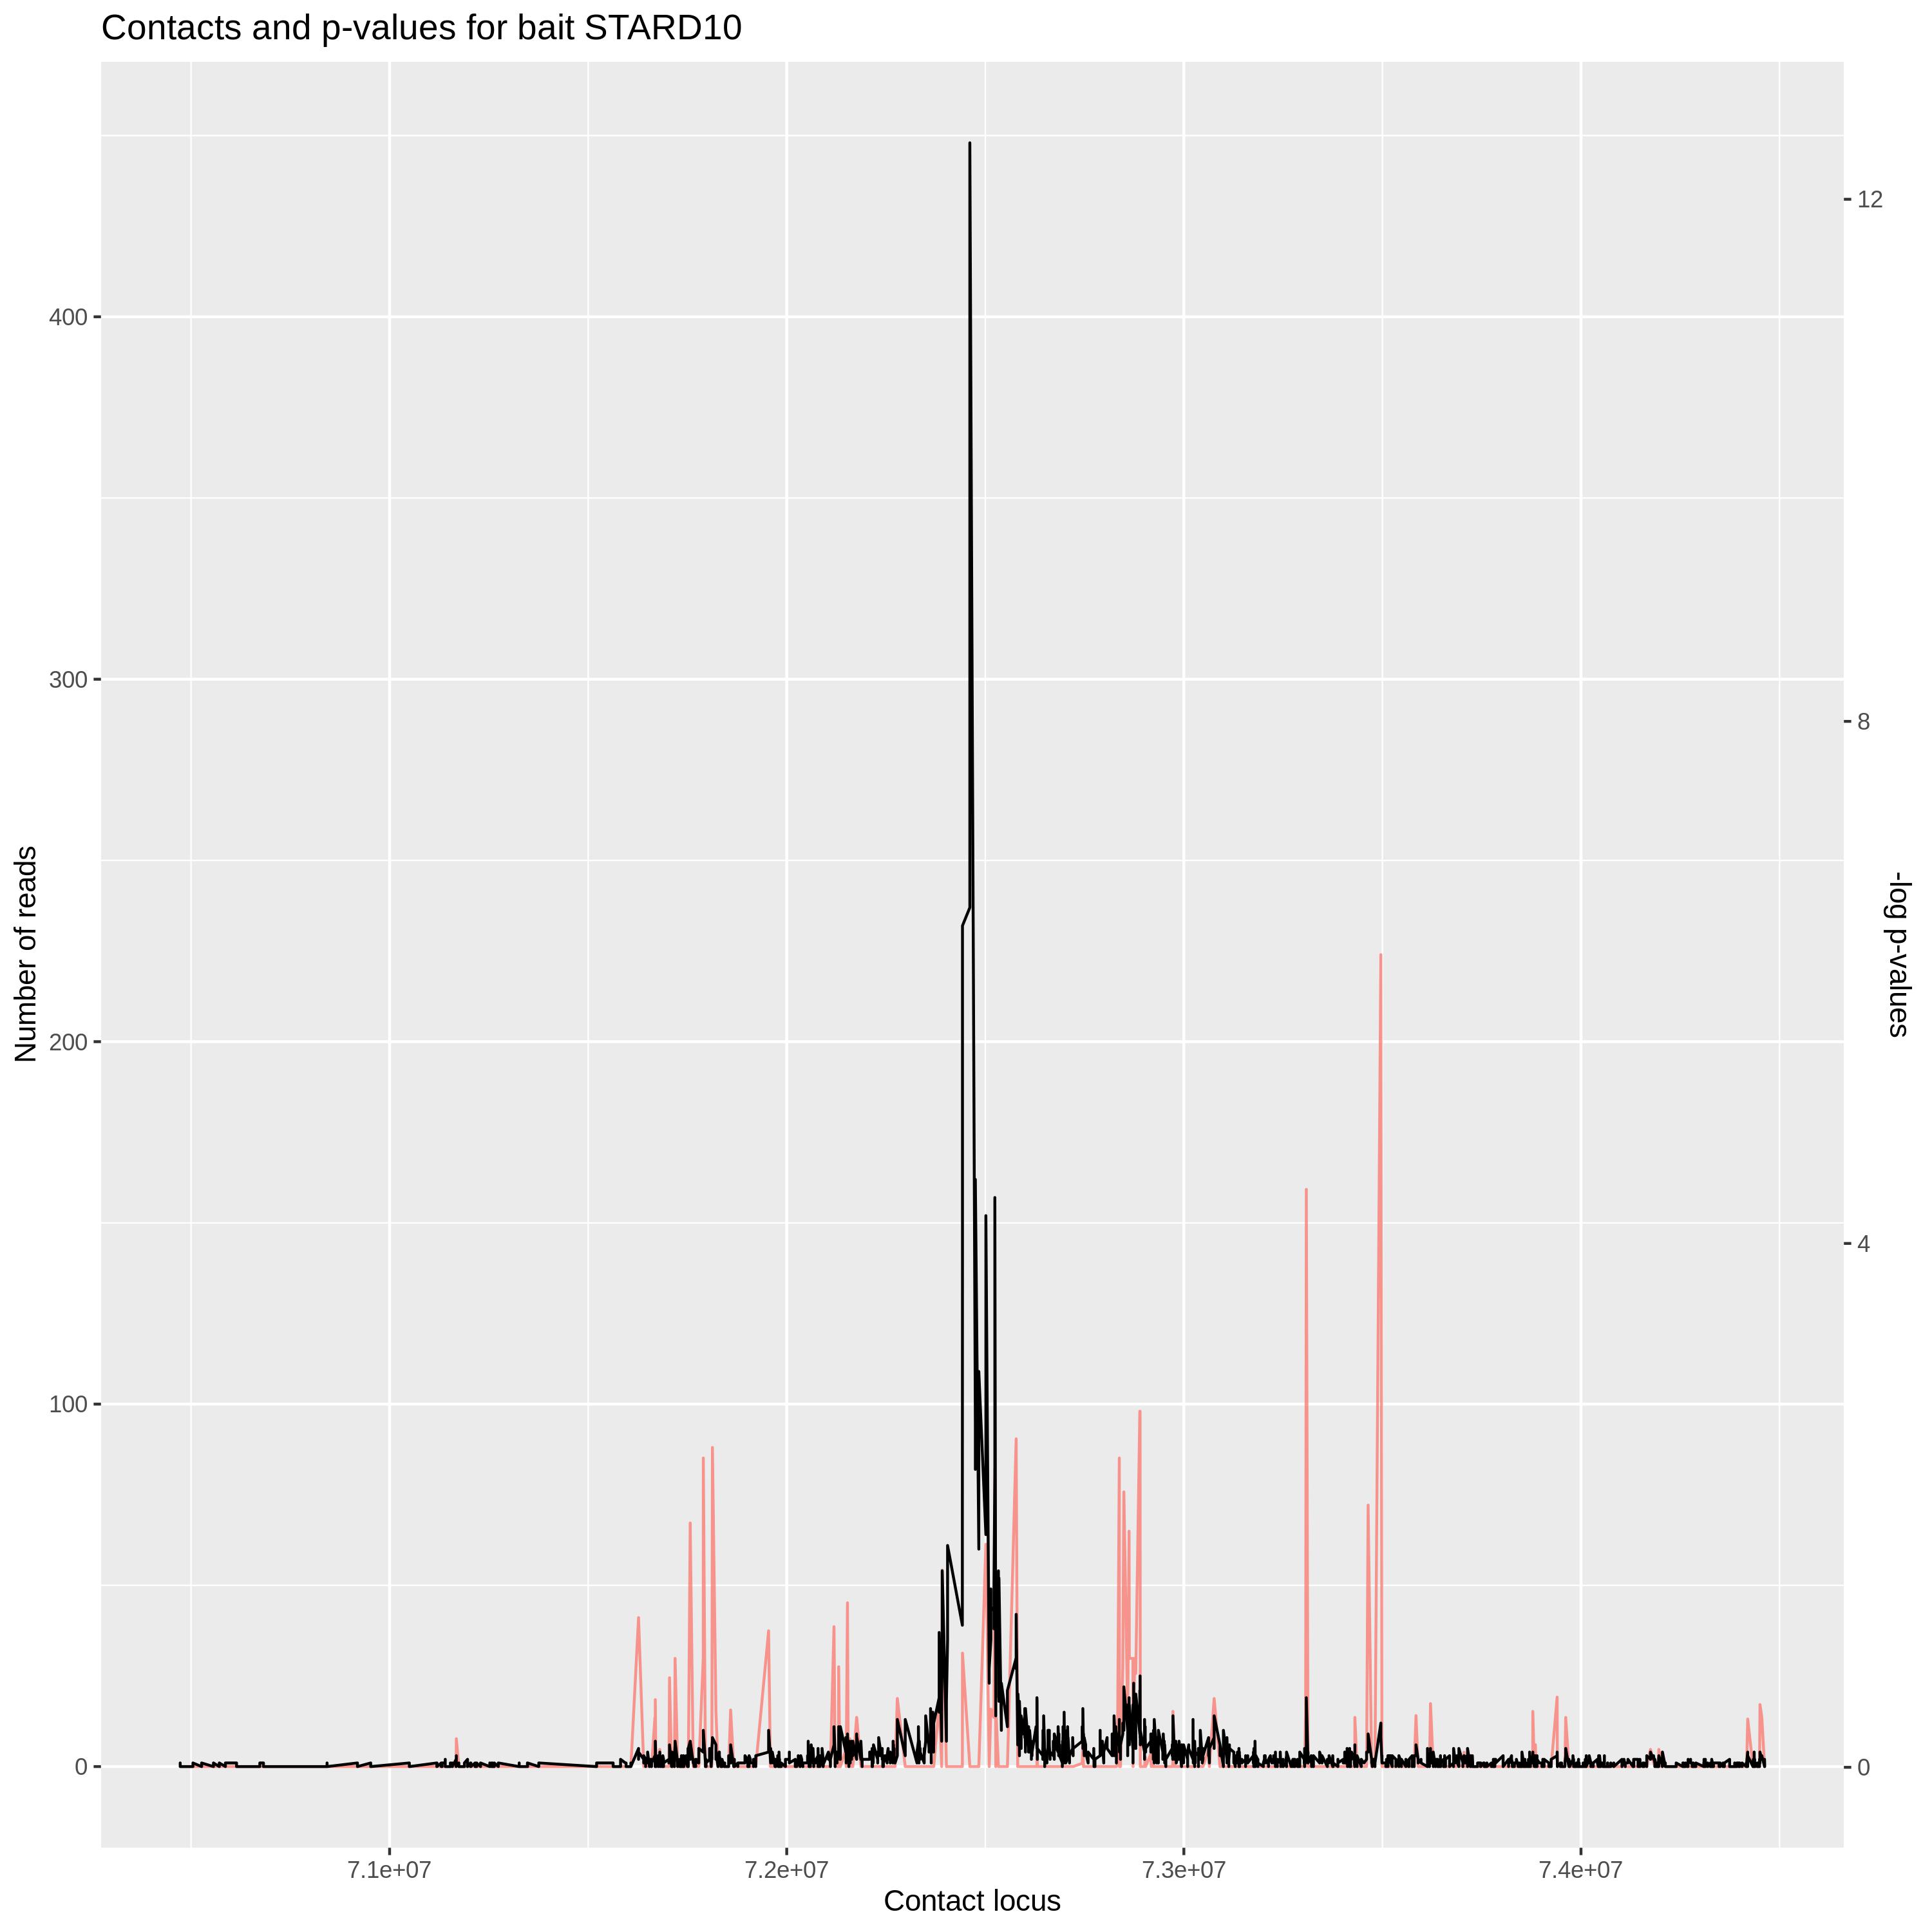 Contacts and p-values for bait STARD10
Number of reads
400
300
200
100
0
12
8
4
0
-log p-values
7.1e+07
7.2e+07
7.3e+07
7.4e+07
Contact locus